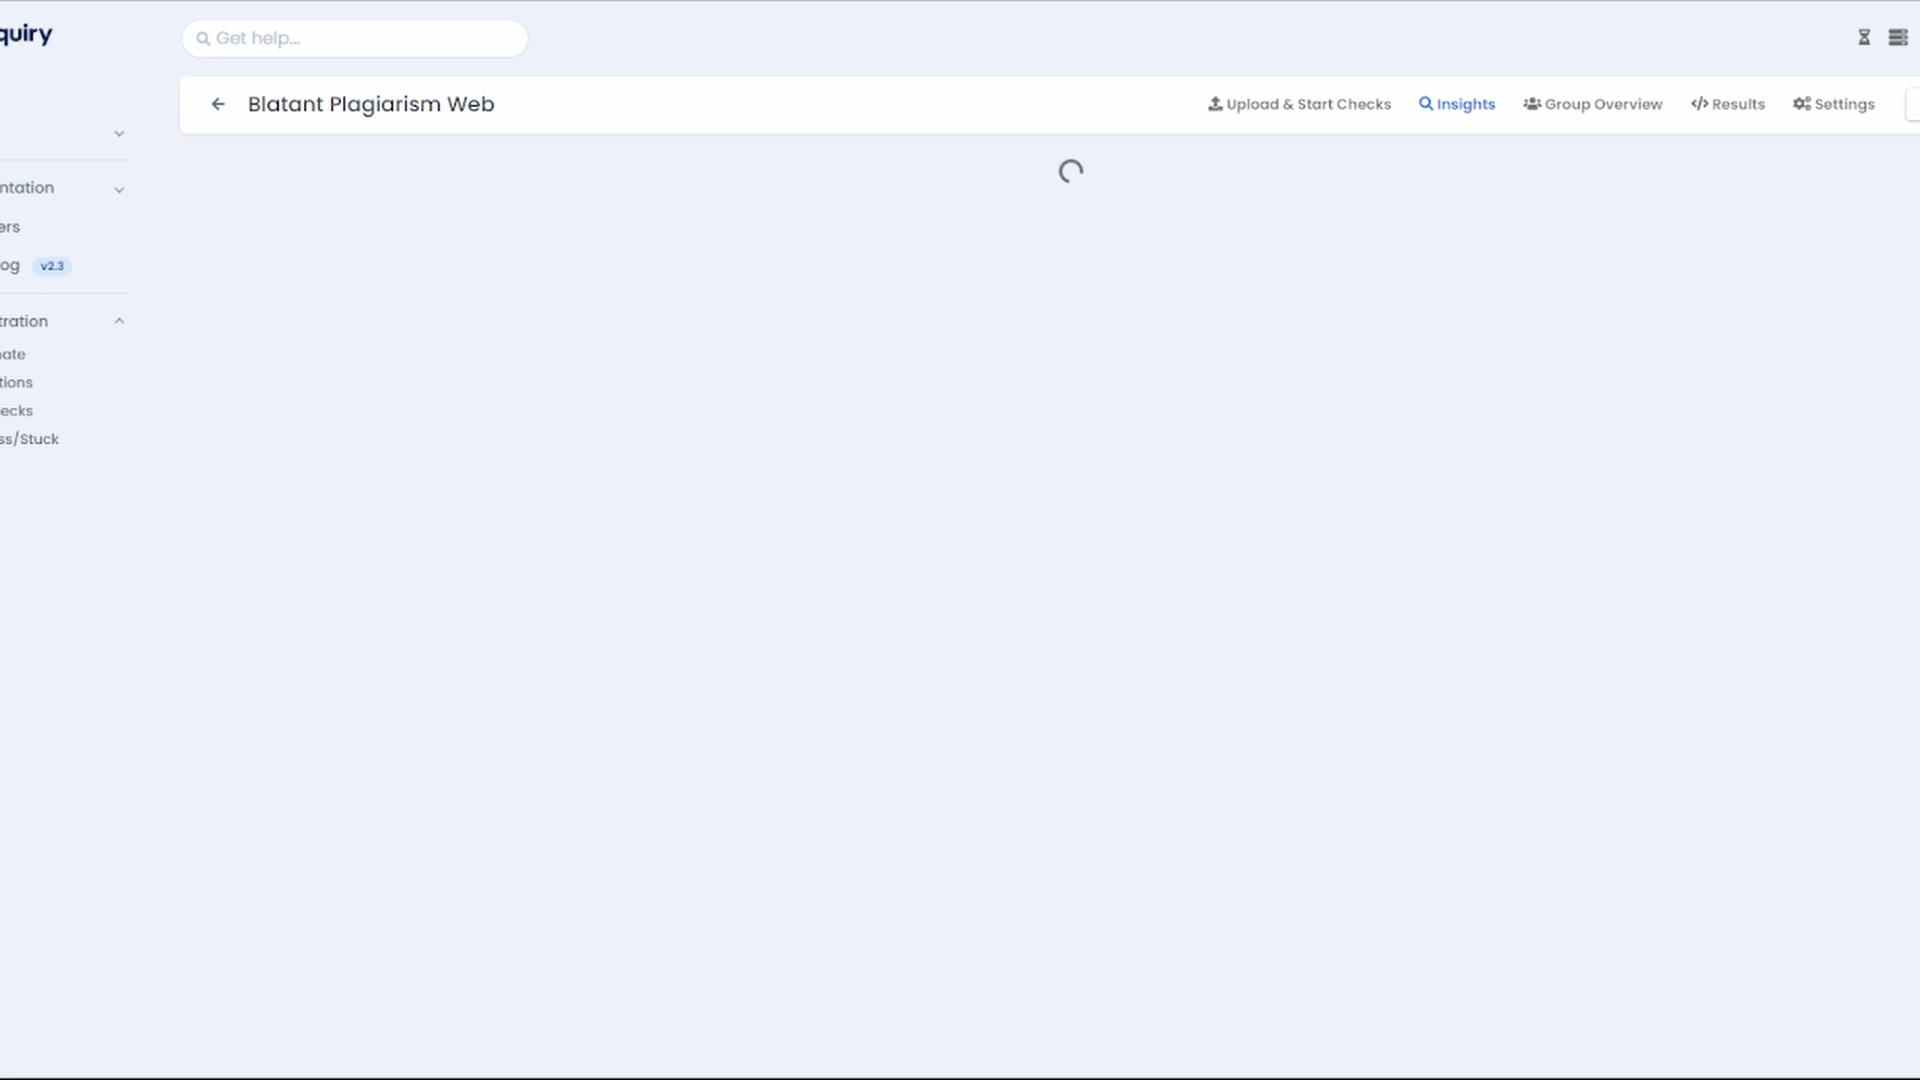 quiry
Get help...
Blatant Plagiarism Web
Upload & Start Checks
Insights
Group Overview
Results
Settings
ntation
ers
og v2.3
tration
ate
tions
ecks
ss/Stuck